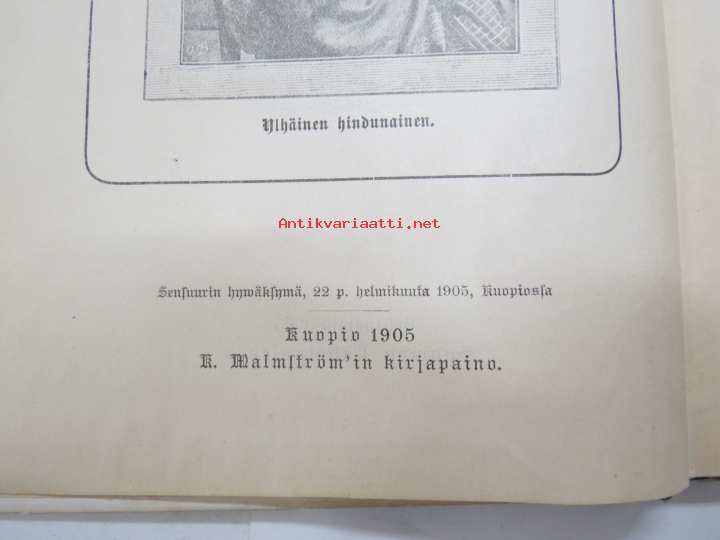 Ylhäinen hindunainen.
Antikvariaatti.net
Sensuurin hywäksymä, 22 p. helmikuuta 1905, Kuopiossa
Kuopio 1905
K. Malmström'in kirjapaino.